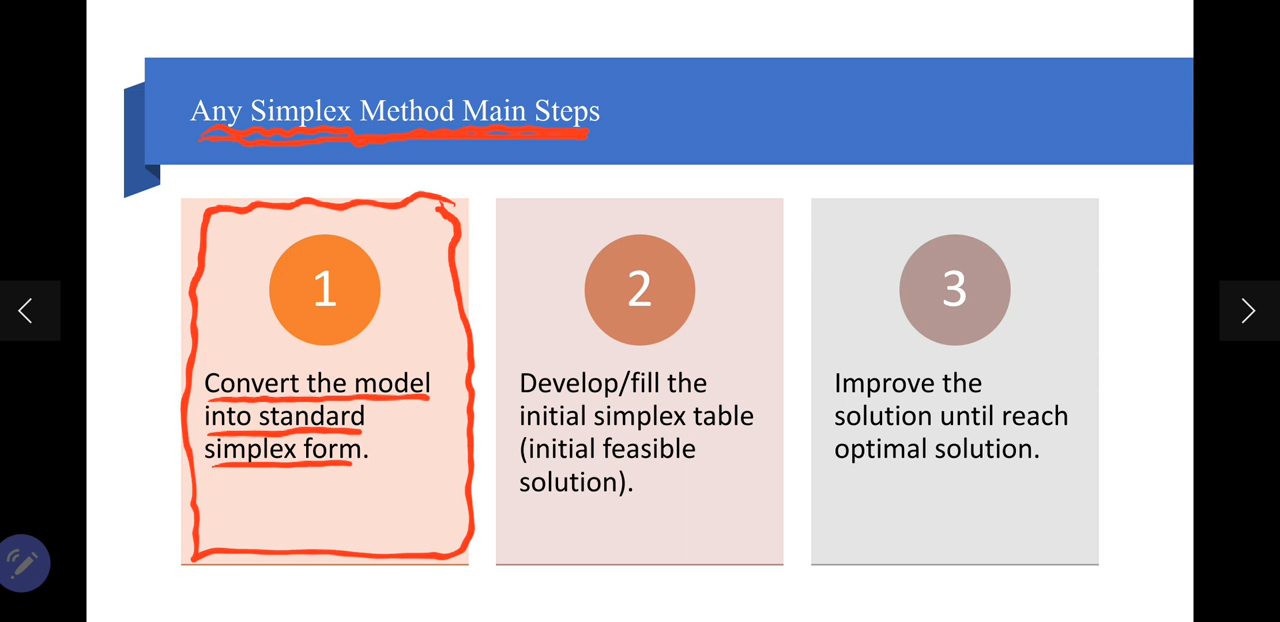 Any Simplex Method Main Steps
1
Convert the model
into standard
simplex form.
2
Develop/fill the
initial simplex table
(initial feasible
solution).
3
Improve the
solution until reach
optimal solution.